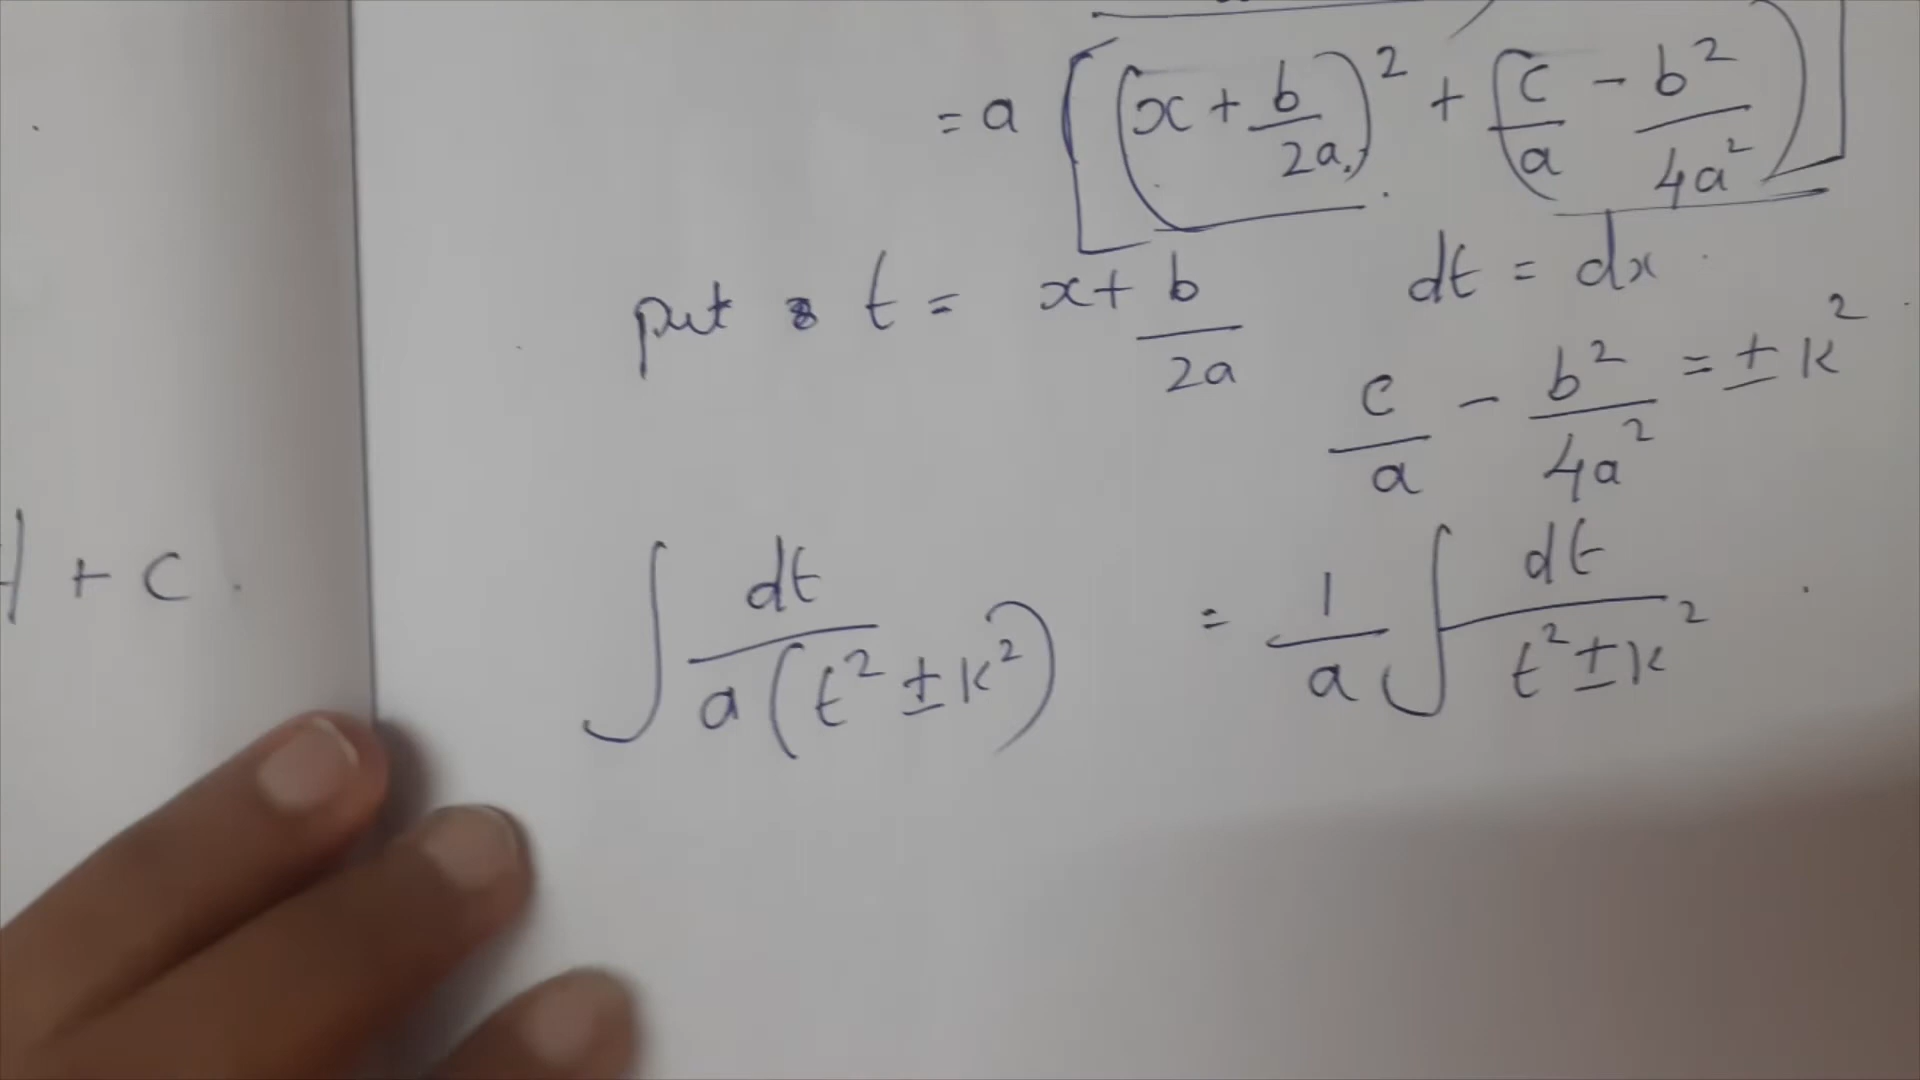 = a [(x + b/2a)² + (c/a - b²/4a²)]
put t = x + b/2a dt = dx
c/a - b²/4a² = ± k²
∫ dt/a(t² ± k²) = 1/a ∫ dt/t² ± k²
+ c.